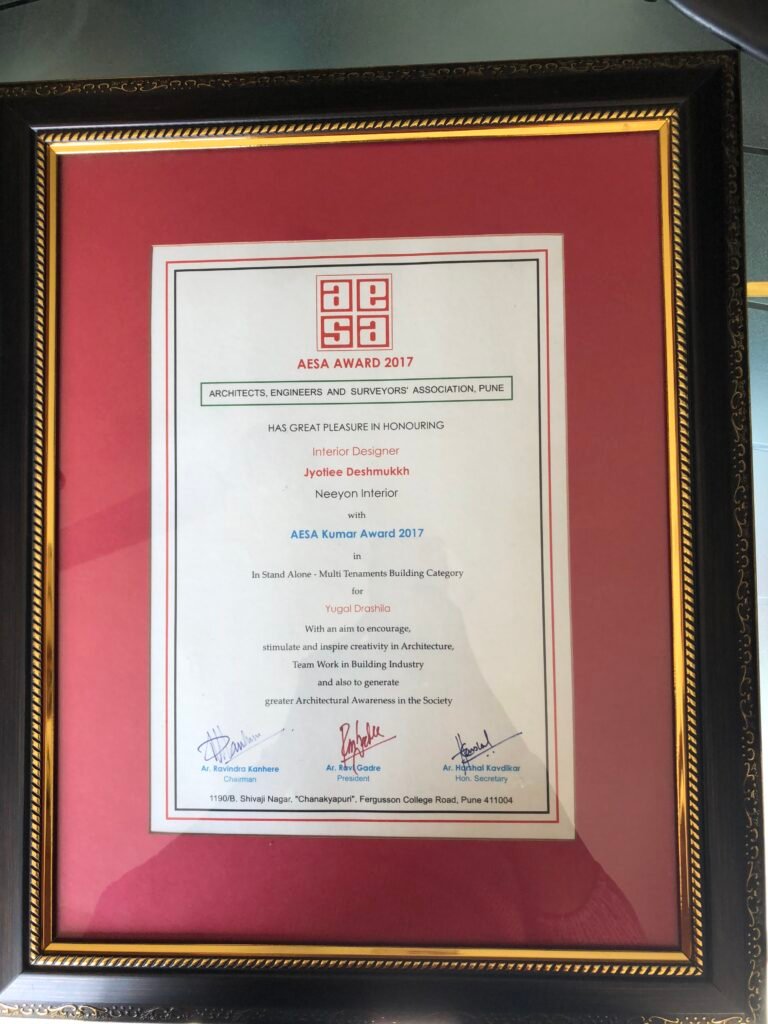 aesa
AESA AWARD 2017
ARCHITECTS, ENGINEERS AND SURVEYORS' ASSOCIATION, PUNE
HAS GREAT PLEASURE IN HONOURING
Interior Designer
Jyotiee Deshmukkh
Neeyon Interior
with
AESA Kumar Award 2017
in
In Stand Alone - Multi Tenaments Building Category
for
Yugal Drashila
With an aim to encourage,
stimulate and inspire creativity in Architecture,
Team Work in Building Industry
and also to generate
greater Architectural Awareness in the Society
Ar. Ravindra Kanhere Ar. Ravi Gadre Ar. Harshal Kavdikar
Chairman President Hon. Secretary
1190/B. Shivaji Nagar, "Chanakyapuri", Fergusson College Road, Pune 411004